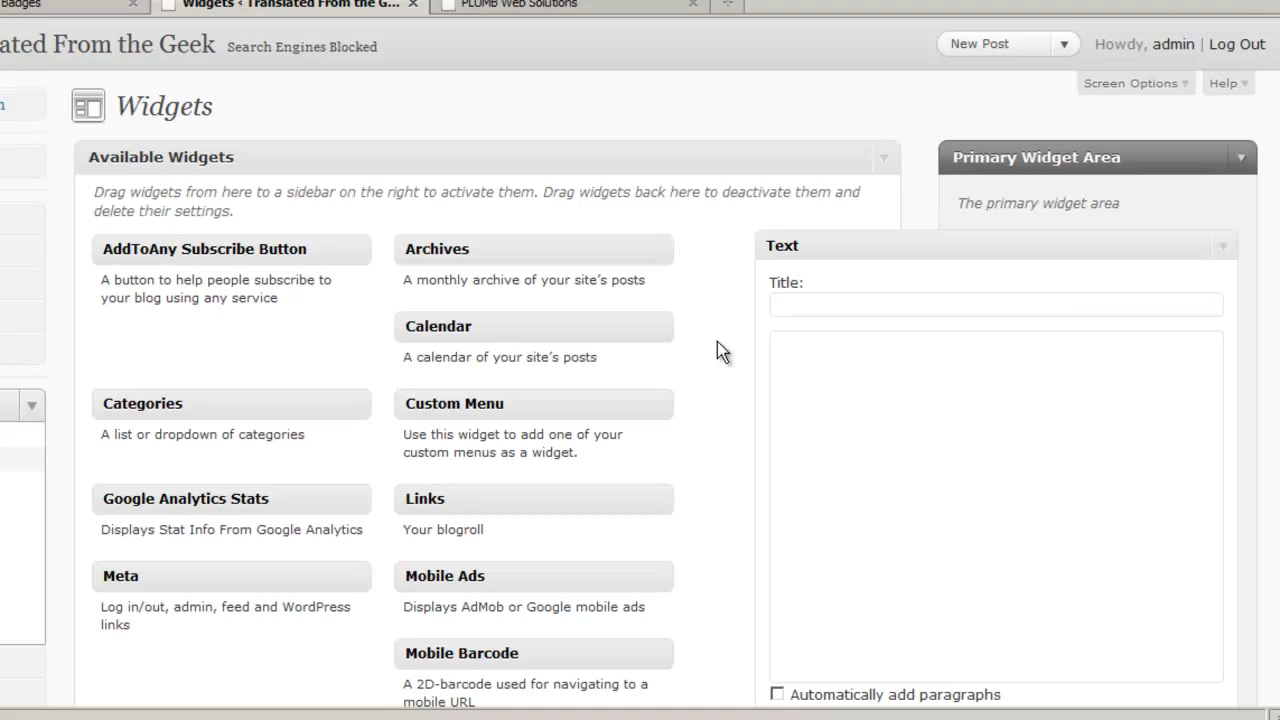 Badges
Widgets ‹ Translated From the G...
PLUMB Web Solutions
ated From the Geek
Search Engines Blocked
New Post
Howdy, admin | Log Out
Screen Options
Help
Widgets
Available Widgets
Drag widgets from here to a sidebar on the right to activate them. Drag widgets back here to deactivate them and
delete their settings.
AddToAny Subscribe Button
A button to help people subscribe to
your blog using any service
Archives
A monthly archive of your site's posts
Calendar
A calendar of your site's posts
Categories
A list or dropdown of categories
Custom Menu
Use this widget to add one of your
custom menus as a widget.
Google Analytics Stats
Displays Stat Info From Google Analytics
Links
Your blogroll
Meta
Log in/out, admin, feed and WordPress
links
Mobile Ads
Displays AdMob or Google mobile ads
Mobile Barcode
A 2D-barcode used for navigating to a
mobile URL
Primary Widget Area
The primary widget area
Text
Title:
Automatically add paragraphs